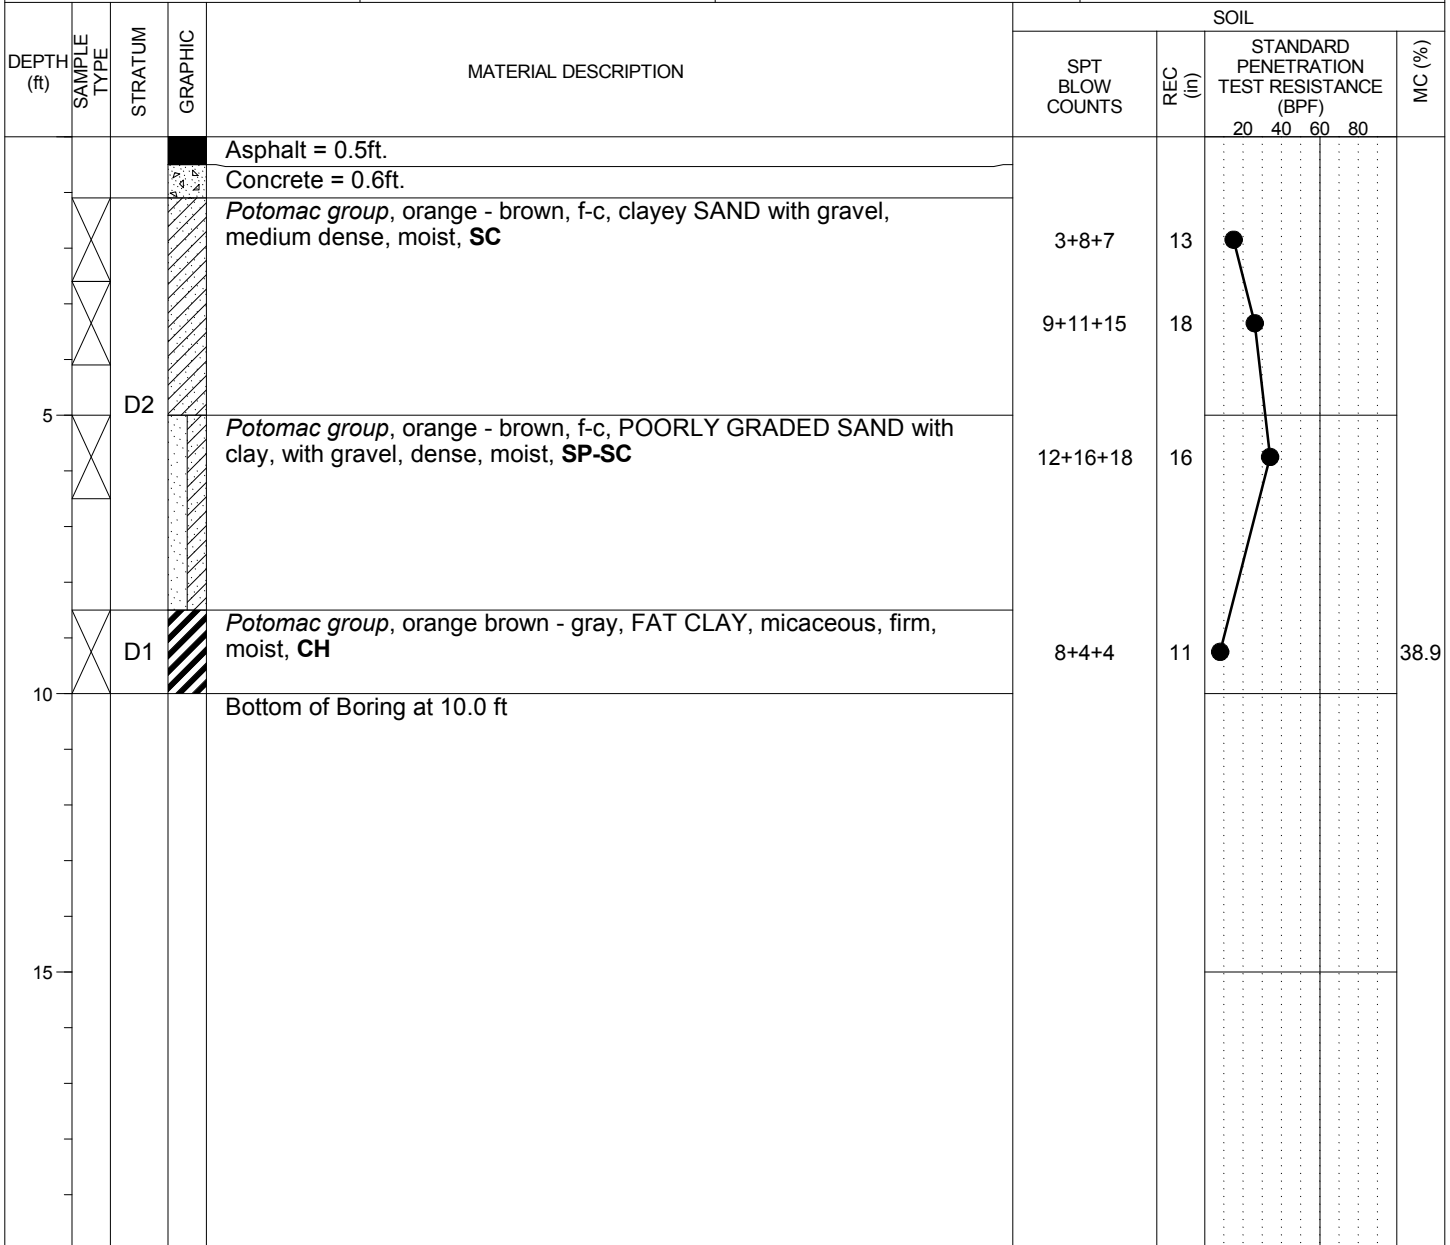 SOIL
DEPTH
(ft)
SAMPLE
TYPE
STRATUM
GRAPHIC
MATERIAL DESCRIPTION
SPT
BLOW
COUNTS
REC
(in)
STANDARD
PENETRATION
TEST RESISTANCE
(BPF)
20 40 60 80
MC (%)
Asphalt = 0.5ft.
Concrete = 0.6ft.
Potomac group, orange - brown, f-c, clayey SAND with gravel,
medium dense, moist, SC
3+8+7 13
9+11+15 18
D2
5
Potomac group, orange - brown, f-c, POORLY GRADED SAND with
clay, with gravel, dense, moist, SP-SC
12+16+18 16
Potomac group, orange brown - gray, FAT CLAY, micaceous, firm,
moist, CH
D1
8+4+4 11 38.9
10
Bottom of Boring at 10.0 ft
15